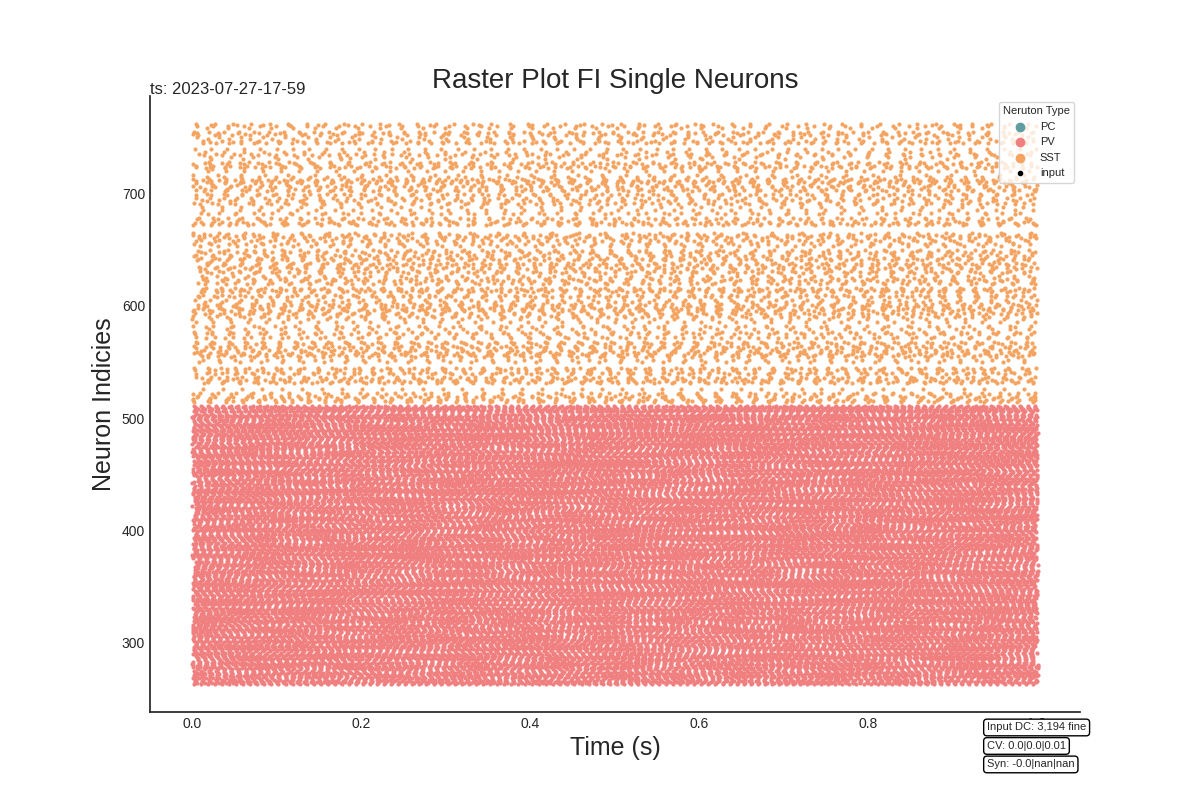 Raster Plot FI Single Neurons
ts: 2023-07-27-17-59
Neruton Type
PC
PV
SST
input
700
600
500
400
300
Neuron Indicies
0.0
0.2
0.4
0.6
0.8
Time (s)
Input DC: 3,194 fine
CV: 0.0|0.0|0.01
Syn: -0.0|nan|nan